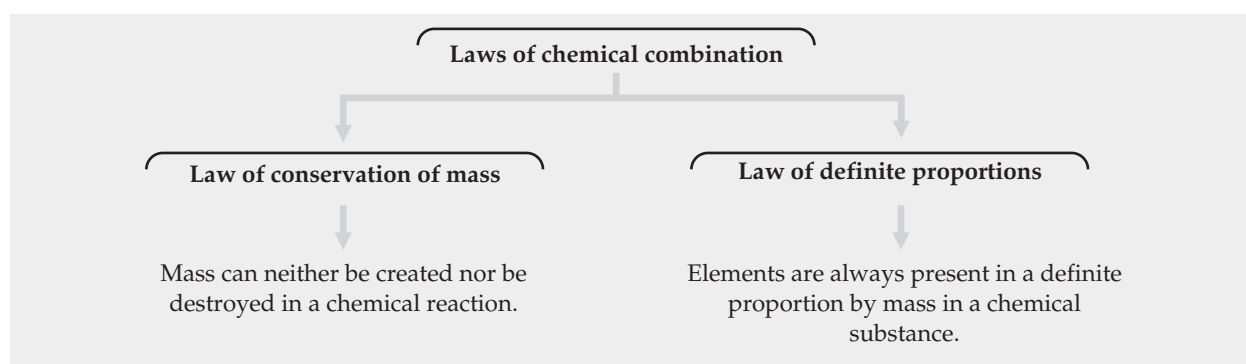 Laws of chemical combination
Law of conservation of mass
Law of definite proportions
Mass can neither be created nor be
destroyed in a chemical reaction.
Elements are always present in a definite
proportion by mass in a chemical
substance.